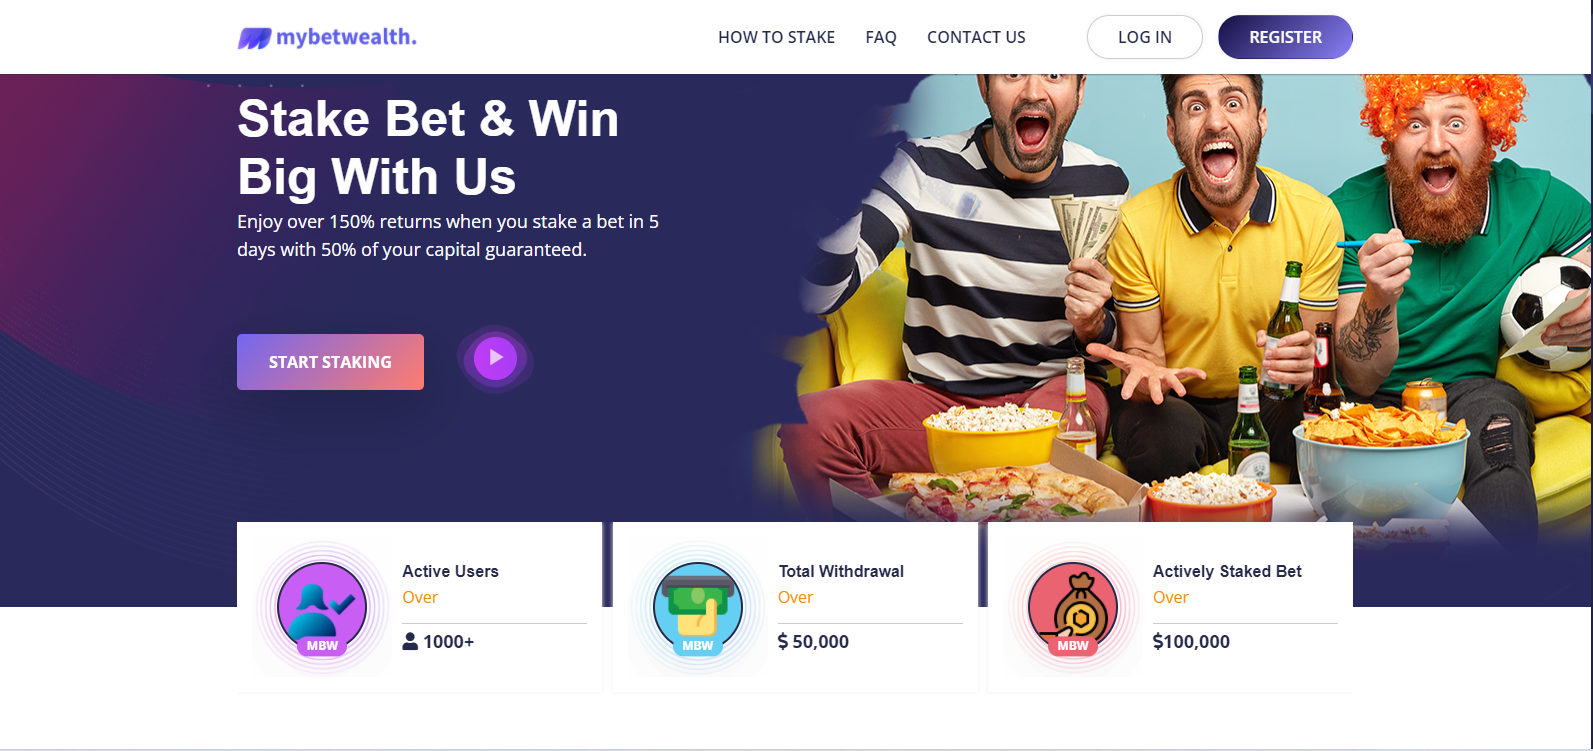 mybetwealth.
HOW TO STAKE
FAQ
CONTACT US
LOG IN
REGISTER
Stake Bet & Win
Big With Us
Enjoy over 150% returns when you stake a bet in 5
days with 50% of your capital guaranteed.
START STAKING
Active Users
Over
1000+
MBW
Total Withdrawal
Over
$ 50,000
MBW
Actively Staked Bet
Over
$100,000
MBW